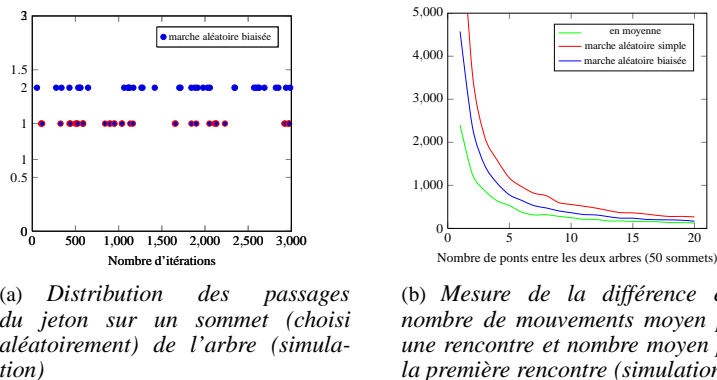 marche aléatoire biaisée
3
1.5
2
1
1
0.5
0
0 500 1,000 1,500 2,000 2,500 3,000
Nombre d'itérations
(a) Distribution des passages
du jeton sur un sommet (choisi
aléatoirement) de l'arbre (simula-
tion)
5,000
4,000
3,000
2,000
1,000
0
en moyenne
marche aléatoire simple
marche aléatoire biaisée
0 5 10 15 20
Nombre de ponts entre les deux arbres (50 sommets)
(b) Mesure de la différence e
nombre de mouvements moyen p
une rencontre et nombre moyen p
la première rencontre (simulation